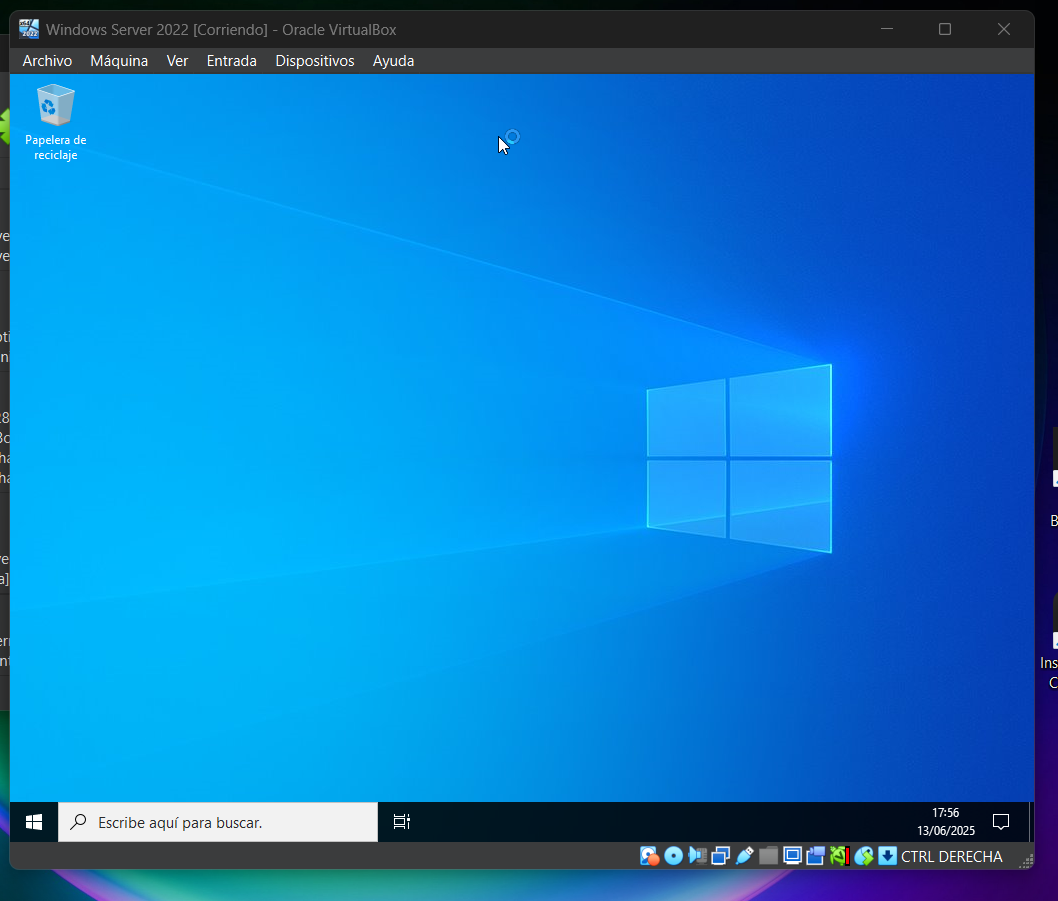 Windows Server 2022 [Corriendo] - Oracle VirtualBox
Archivo Máquina Ver Entrada Dispositivos Ayuda
Papelera de
reciclaje
Escribe aquí para buscar.
17:56
13/06/2025
CTRL DERECHA